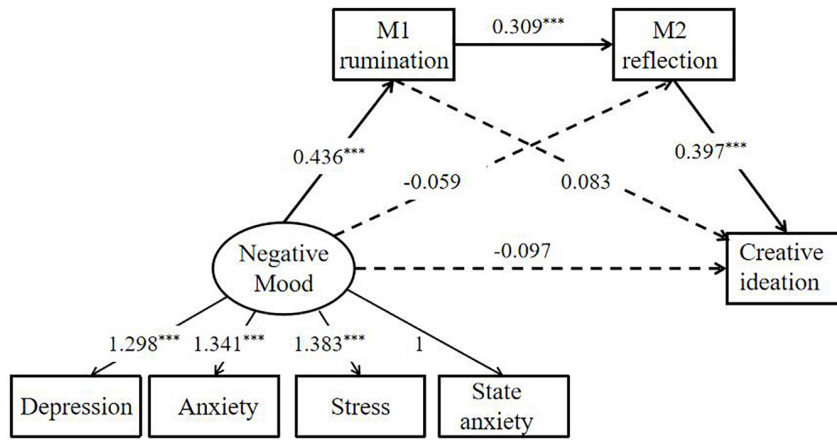 M1
rumination
0.309***
M2
reflection
0.436***
-0.059
0.083
0.397***
Negative
Mood
-0.097
Creative
ideation
1.298***
1.341***
1.383***
1
Depression
Anxiety
Stress
State
anxiety